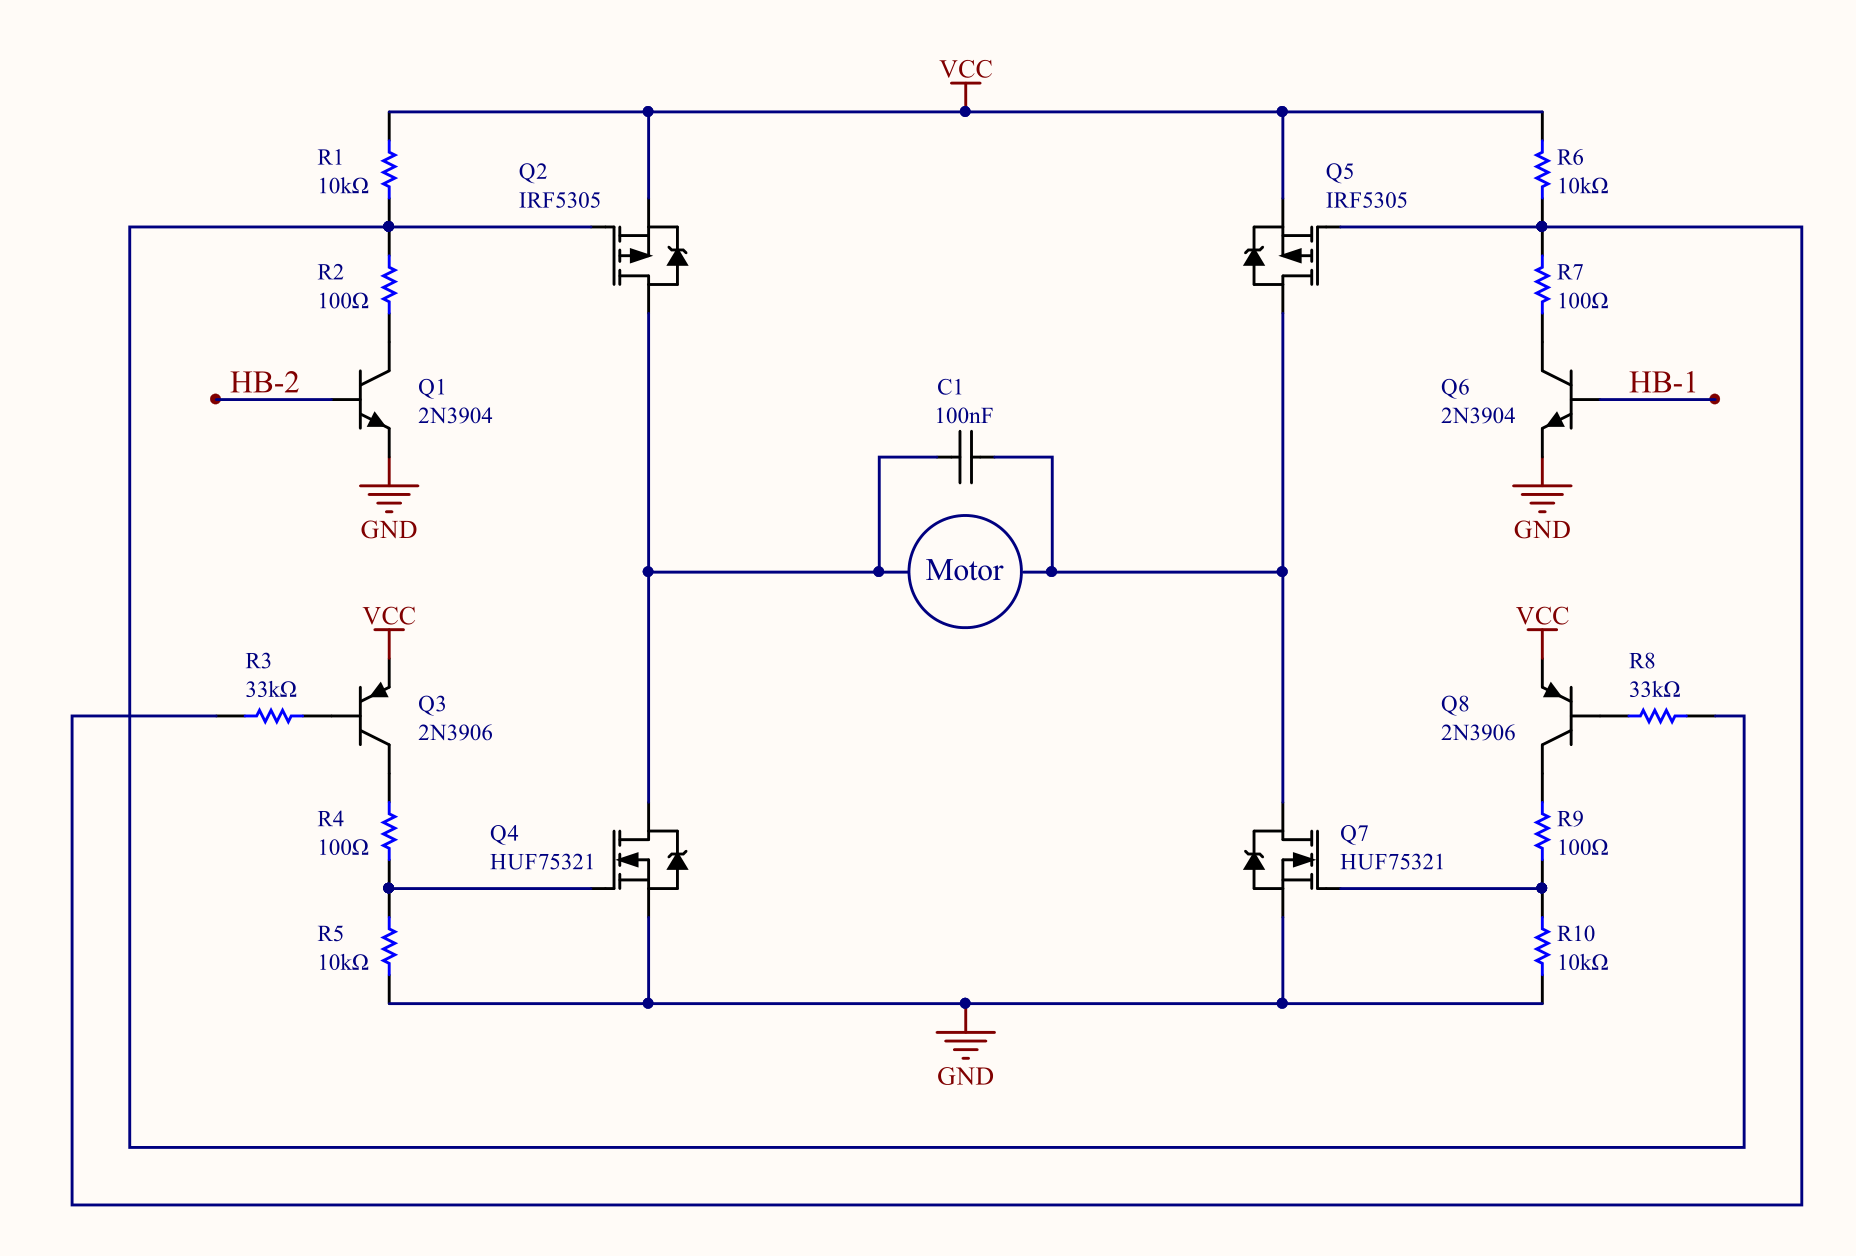 VCC
R1
10kΩ
Q2
IRF5305
Q5
IRF5305
R6
10kΩ
R2
100Ω
R7
100Ω
HB-2
Q1
2N3904
C1
100nF
Q6
2N3904
HB-1
GND
GND
Motor
VCC
VCC
R3
33kΩ
Q3
2N3906
Q8
2N3906
R8
33kΩ
R4
100Ω
Q4
HUF75321
Q7
HUF75321
R9
100Ω
R5
10kΩ
R10
10kΩ
GND